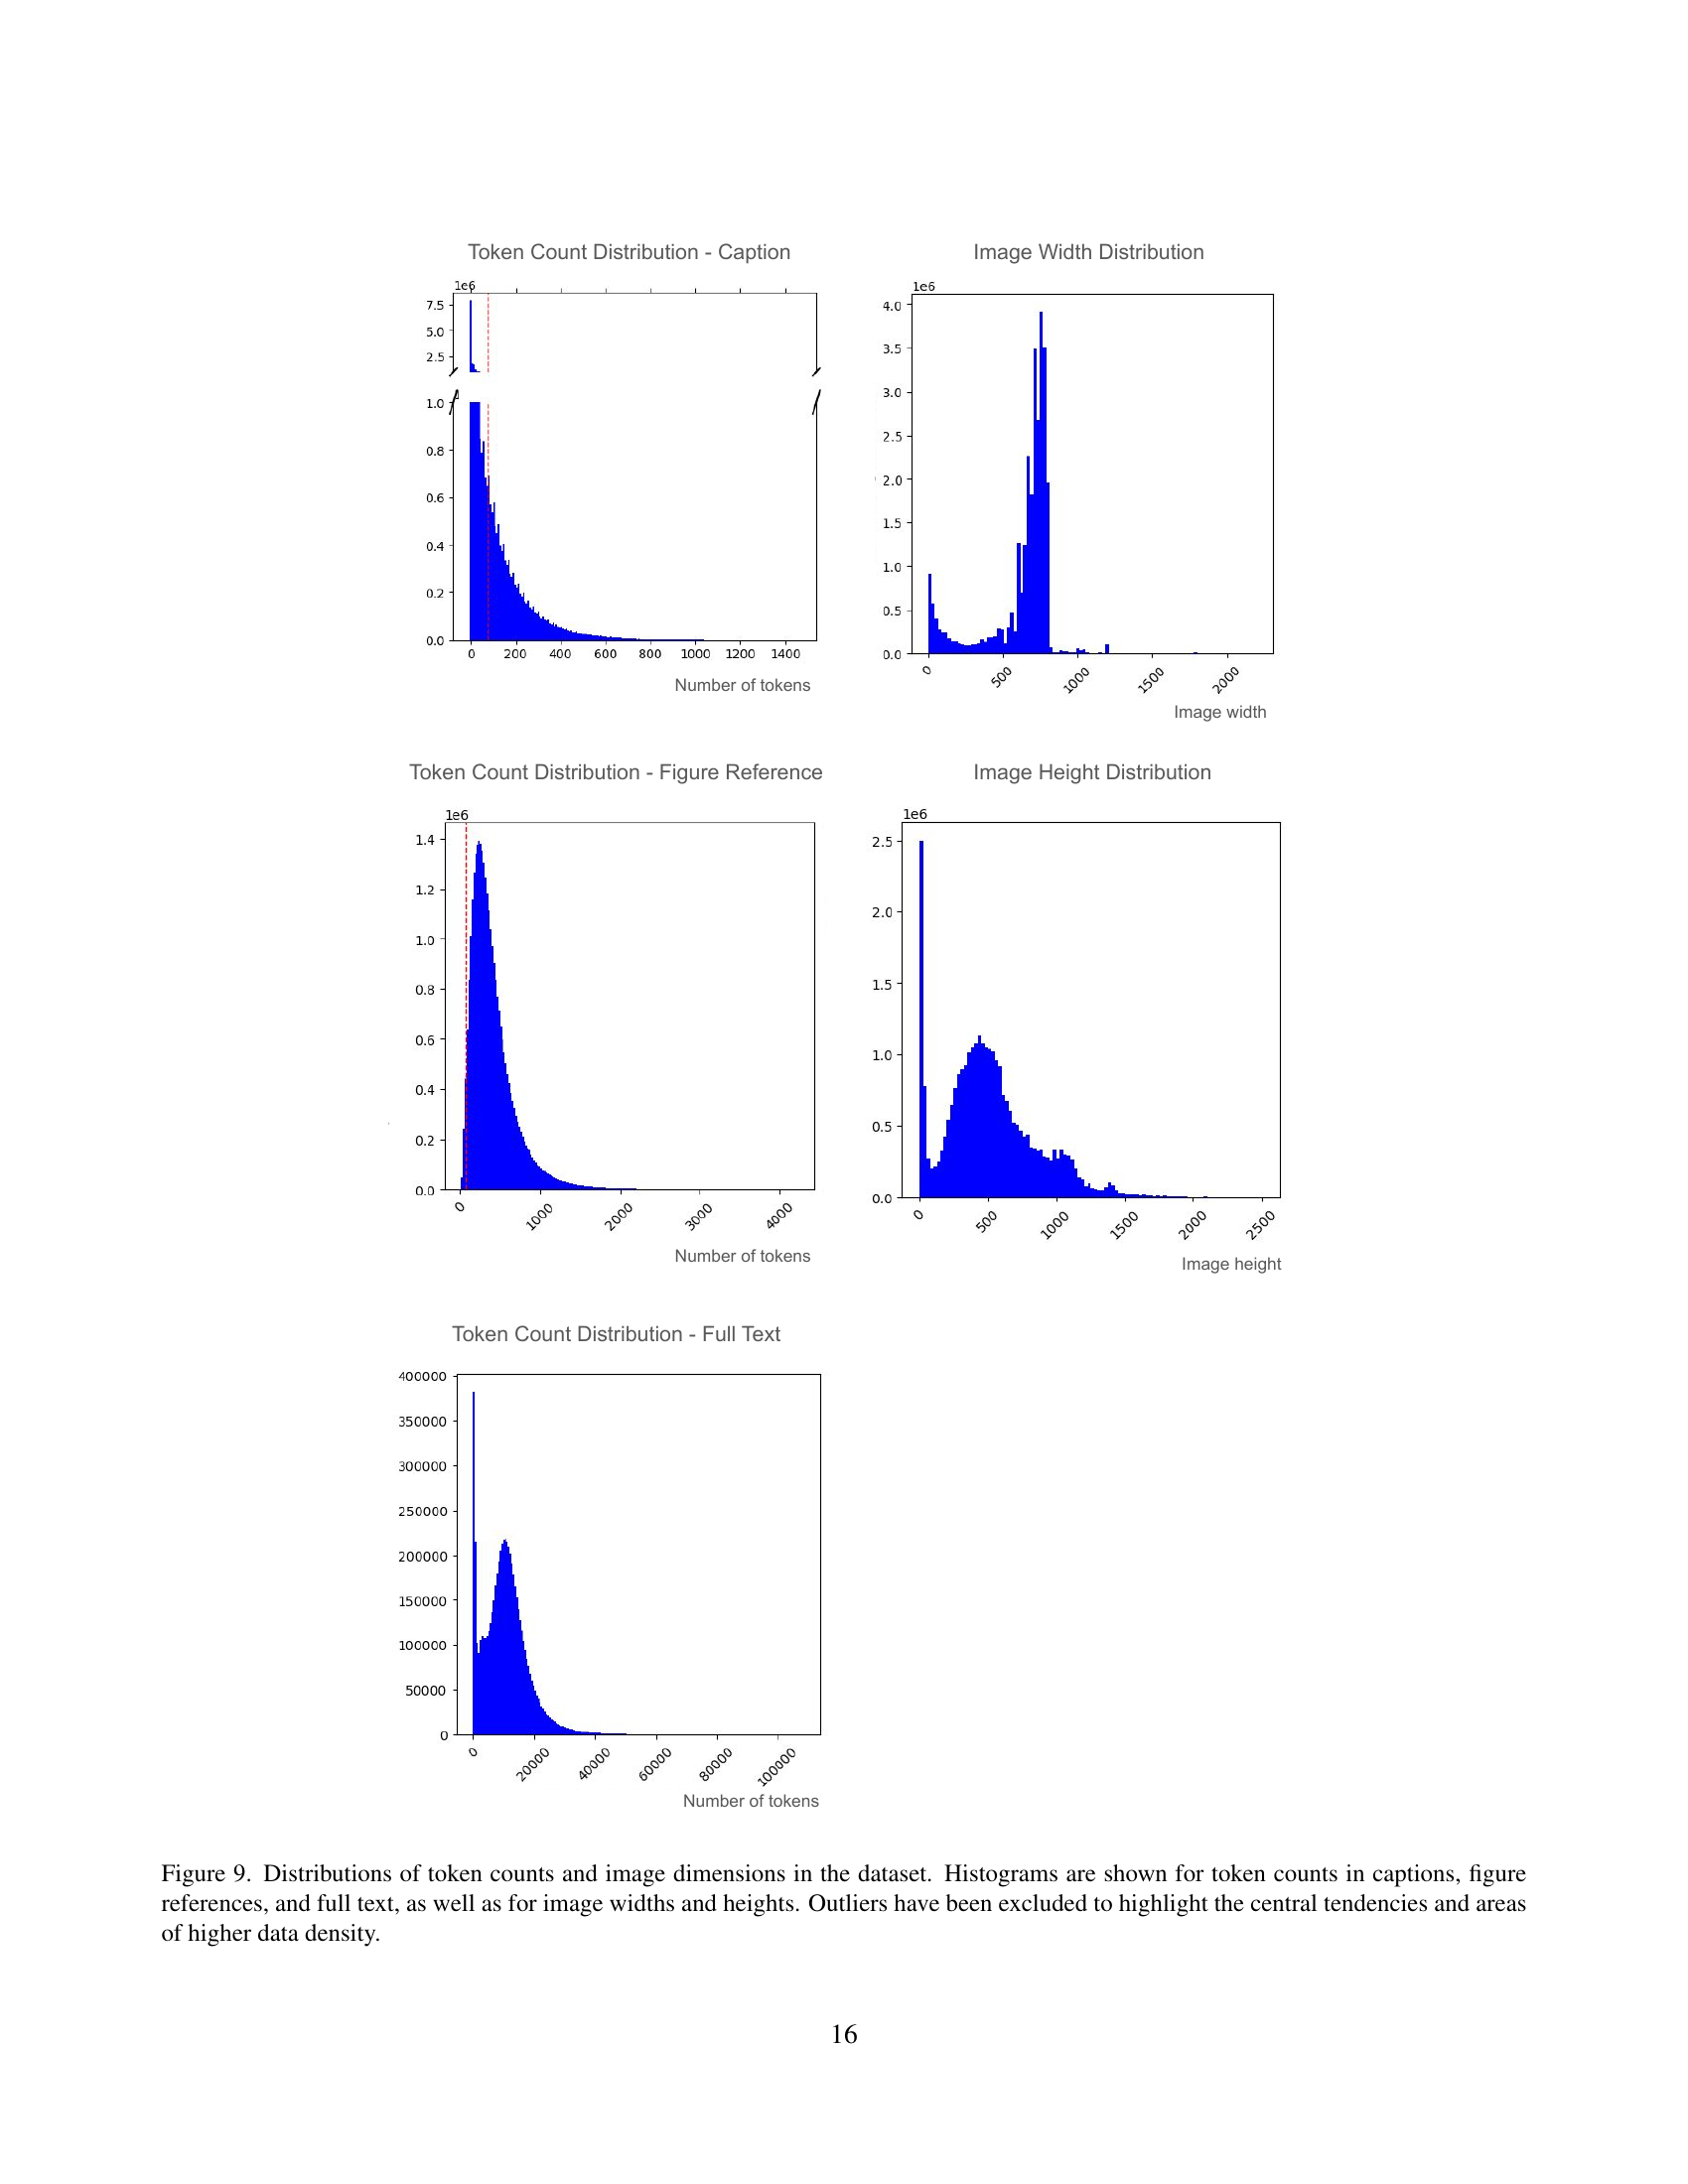 Token Count Distribution - Caption
1e6
7.5
5.0
2.5
1.0
0.8
0.6
0.4
0.2
0.0
0 200 400 600 800 1000 1200 1400
Number of tokens
Image Width Distribution
1e6
4.0
3.5
3.0
2.5
2.0
1.5
1.0
0.5
0.0
0 500 1000 1500 2000
Image width
Token Count Distribution - Figure Reference
1e6
1.4
1.2
1.0
0.8
0.6
0.4
0.2
0.0
0 1000 2000 3000 4000
Number of tokens
Image Height Distribution
1e6
2.5
2.0
1.5
1.0
0.5
0.0
0 500 1000 1500 2000 2500
Image height
Token Count Distribution - Full Text
400000
350000
300000
250000
200000
150000
100000
50000
0
0 20000 40000 60000 80000 100000
Number of tokens
Figure 9. Distributions of token counts and image dimensions in the dataset. Histograms are shown for token counts in captions, figure
references, and full text, as well as for image widths and heights. Outliers have been excluded to highlight the central tendencies and areas
of higher data density.
16